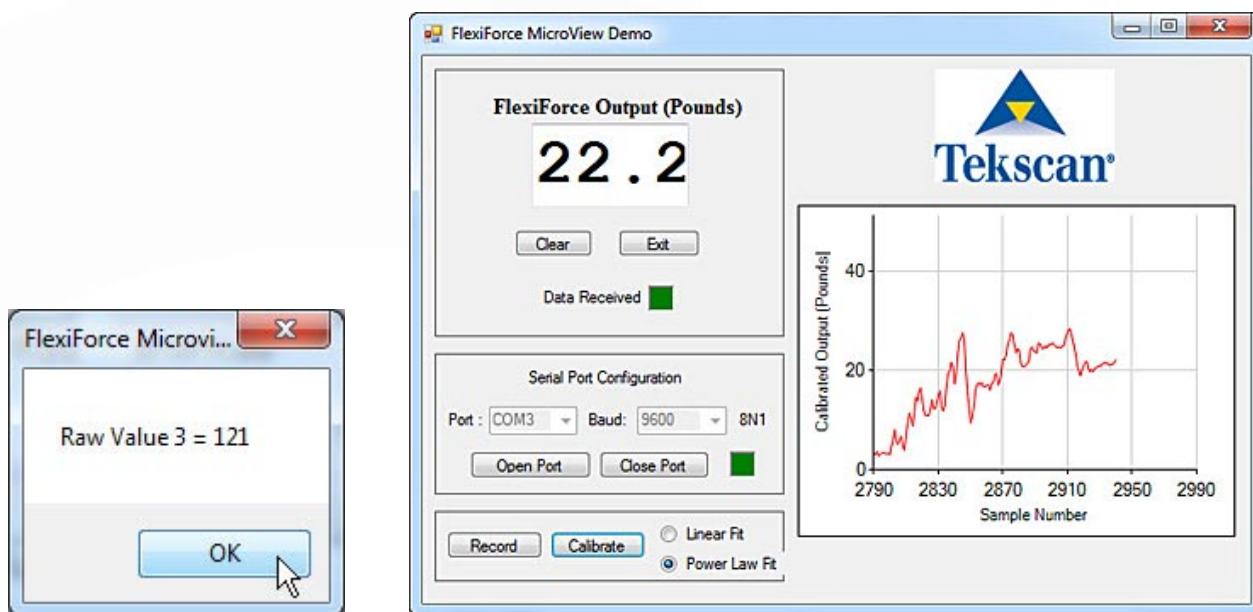 FlexiForce Microvi...
Raw Value 3 = 121
OK
FlexiForce MicroView Demo
FlexiForce Output (Pounds)
22.2
Clear Exit
Data Received
Serial Port Configuration
Port : COM3 Baud: 9600 8N1
Open Port Close Port
Record Calibrate
Linear Fit
Power Law Fit
Tekscan®
Calibrated Output [Pounds]
40
20
0
2790 2830 2870 2910 2950 2990
Sample Number